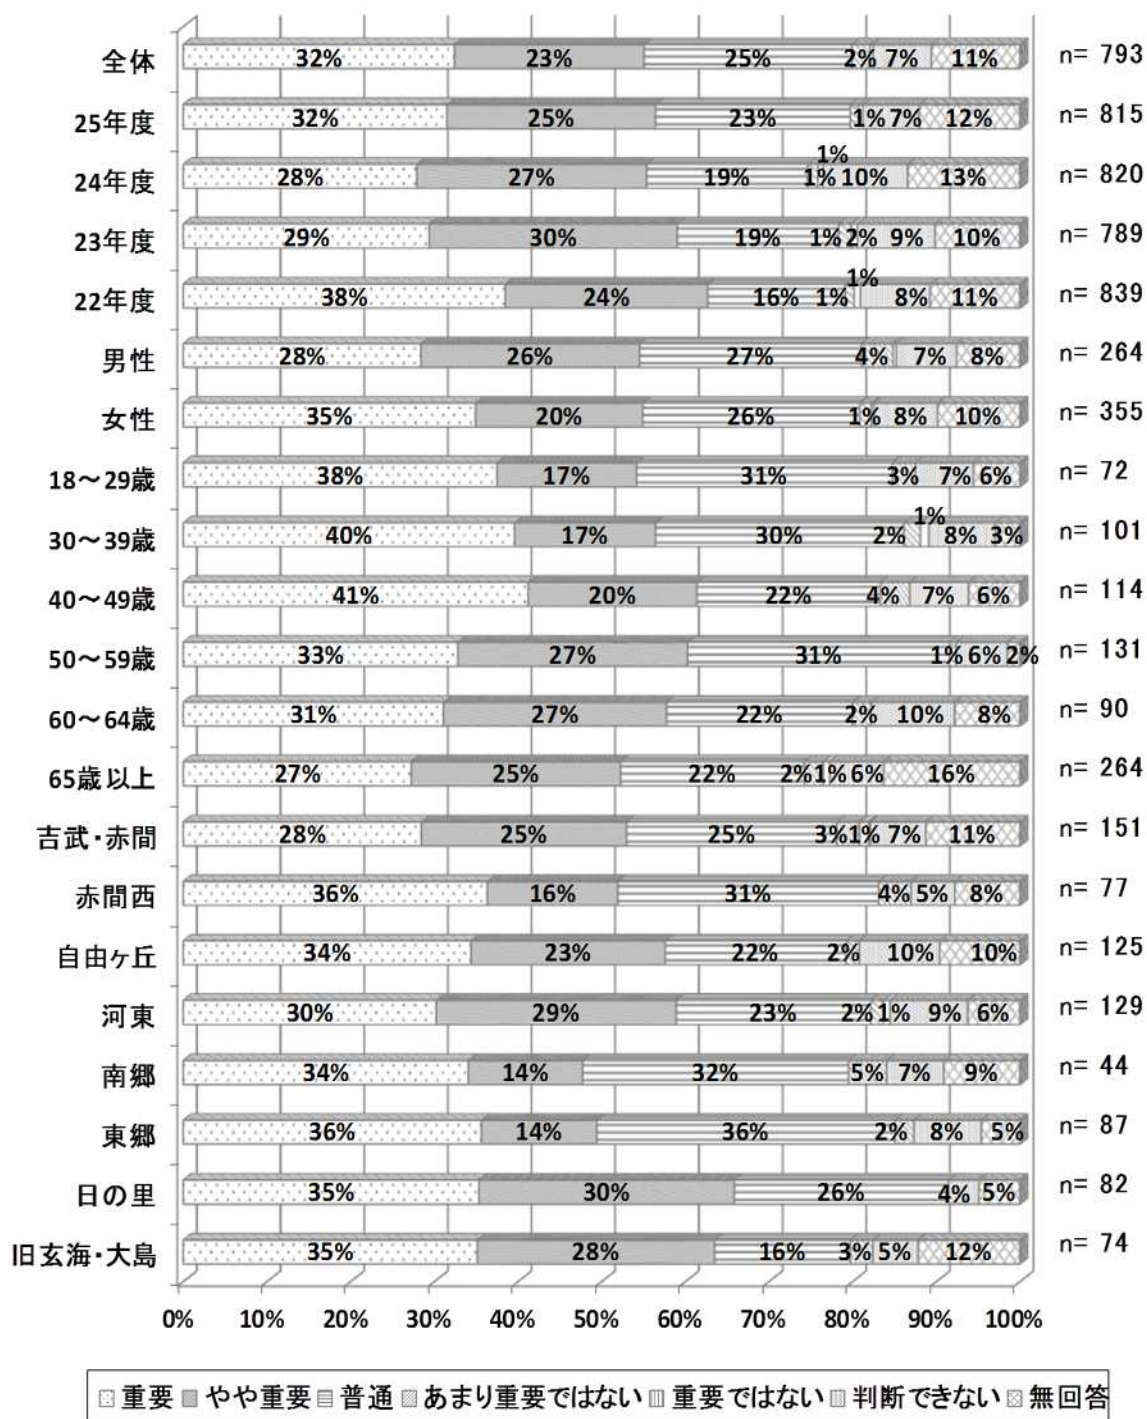 全体 32% 23% 25% 2% 7% 11% n= 793
25年度 32% 25% 23% 1% 7% 12% n= 815
1%
24年度 28% 27% 19% 1% 10% 13% n= 820
23年度 29% 30% 19% 1% 2% 9% 10% n= 789
1%
22年度 38% 24% 16% 1% 8% 11% n= 839
男性 28% 26% 27% 4% 7% 8% n= 264
女性 35% 20% 26% 1% 8% 10% n= 355
18～29歳 38% 17% 31% 3% 7% 6% n= 72
1%
30～39歳 40% 17% 30% 2% 8% 3% n= 101
40～49歳 41% 20% 22% 4% 7% 6% n= 114
50～59歳 33% 27% 31% 1% 6% 2% n= 131
60～64歳 31% 27% 22% 2% 10% 8% n= 90
65歳以上 27% 25% 22% 2% 1% 6% 16% n= 264
吉武・赤間 28% 25% 25% 3% 1% 7% 11% n= 151
赤間西 36% 16% 31% 4% 5% 8% n= 77
自由ヶ丘 34% 23% 22% 2% 10% 10% n= 125
河東 30% 29% 23% 2% 1% 9% 6% n= 129
南郷 34% 14% 32% 5% 7% 9% n= 44
東郷 36% 14% 36% 2% 8% 5% n= 87
日の里 35% 30% 26% 4% 5% n= 82
旧玄海・大島 35% 28% 16% 3% 5% 12% n= 74
0% 10% 20% 30% 40% 50% 60% 70% 80% 90% 100%
重要 やや重要 普通 あまり重要ではない 重要ではない 判断できない 無回答